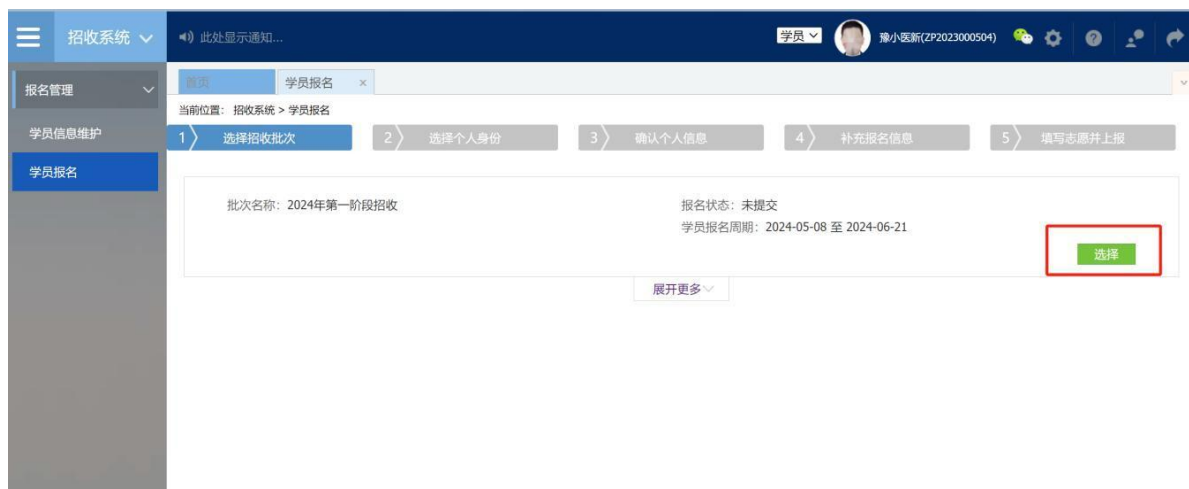 招收系统
此处显示通知...
学员
豫小医新(ZP2023000504)
报名管理
学员信息维护
学员报名
首页
学员报名 ×
当前位置： 招收系统 > 学员报名
1 选择招收批次
2 选择个人身份
3 确认个人信息
4 补充报名信息
5 填写志愿并上报
批次名称：2024年第一阶段招收
报名状态：未提交
学员报名周期：2024-05-08 至 2024-06-21
选择
展开更多